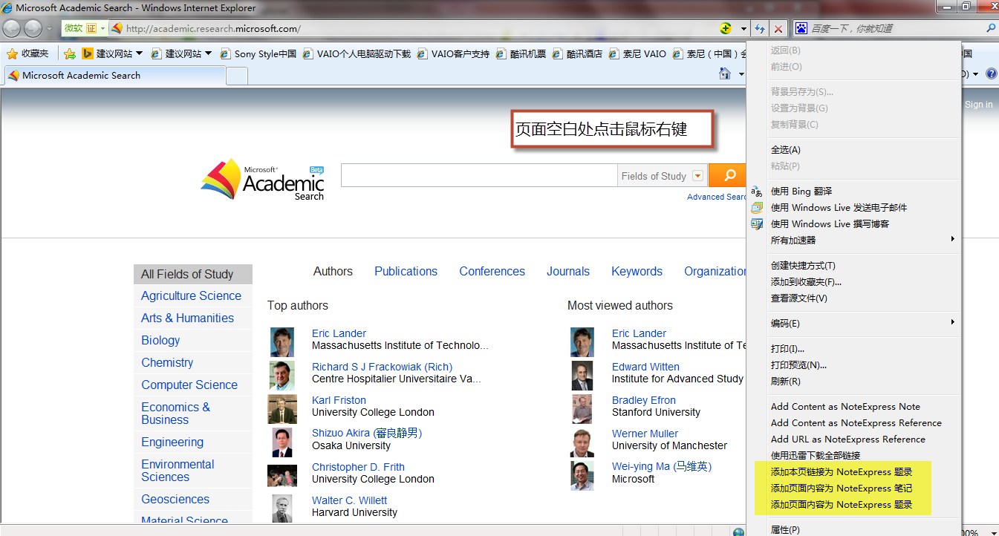 Microsoft Academic Search - Windows Internet Explorer
微软 证 http://academic.research.microsoft.com/
百度一下，你就知道
收藏夹 建议网站 建议网站 Sony Style中国 VAIO个人电脑驱动下载 VAIO客户支持 酷讯机票 酷讯酒店 索尼 VAIO 索尼（中国）
Microsoft Academic Search
页面空白处点击鼠标右键
Sign in
Microsoft® Beta
Academic
Search
Fields of Study
Advanced Searc
All Fields of Study
Agriculture Science
Arts & Humanities
Biology
Chemistry
Computer Science
Economics &
Business
Engineering
Environmental
Sciences
Geosciences
Material Science
Authors Publications Conferences Journals Keywords Organization
Top authors
Eric Lander
Massachusetts Institute of Technolo...
Richard S J Frackowiak (Rich)
Centre Hospitalier Universitaire Va...
Karl Friston
University College London
Shizuo Akira (審良静男)
Osaka University
Christopher D. Frith
University College London
Walter C. Willett
Harvard University
Most viewed authors
Eric Lander
Massachusetts Institute of Te
Edward Witten
Institute for Advanced Study
Bradley Efron
Stanford University
Werner Muller
University of Manchester
Wei-ying Ma (马维英)
Microsoft
返回(B)
前进(O)
背景另存为(S)...
设置为背景(G)
复制背景(C)
全选(A)
粘贴(P)
使用 Bing 翻译
使用 Windows Live 发送电子邮件
使用 Windows Live 撰写博客
所有加速器
创建快捷方式(T)
添加到收藏夹(F)...
查看源文件(V)
编码(E)
打印(I)...
打印预览(N)...
刷新(R)
Add Content as NoteExpress Note
Add Content as NoteExpress Reference
Add URL as NoteExpress Reference
使用迅雷下载全部链接
添加本页链接为 NoteExpress 题录
添加页面内容为 NoteExpress 笔记
添加页面内容为 NoteExpress 题录
属性(P)